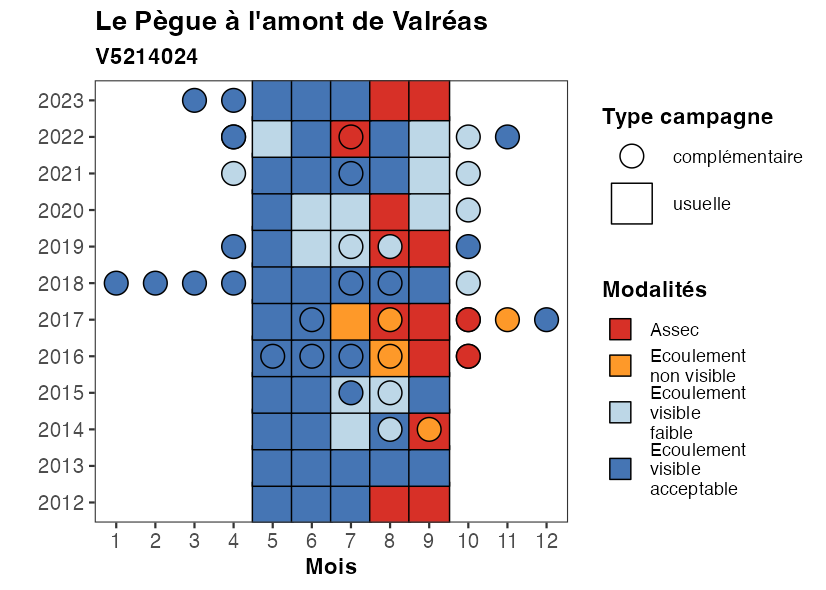 Le Pègue à l'amont de Valréas
V5214024
2023
2022
2021
2020
2019
2018
2017
2016
2015
2014
2013
2012
1 2 3 4 5 6 7 8 9 10 11 12
Mois
Type campagne
complémentaire
usuelle
Modalités
Assec
Ecoulement
non visible
Ecoulement
visible
faible
Ecoulement
visible
acceptable